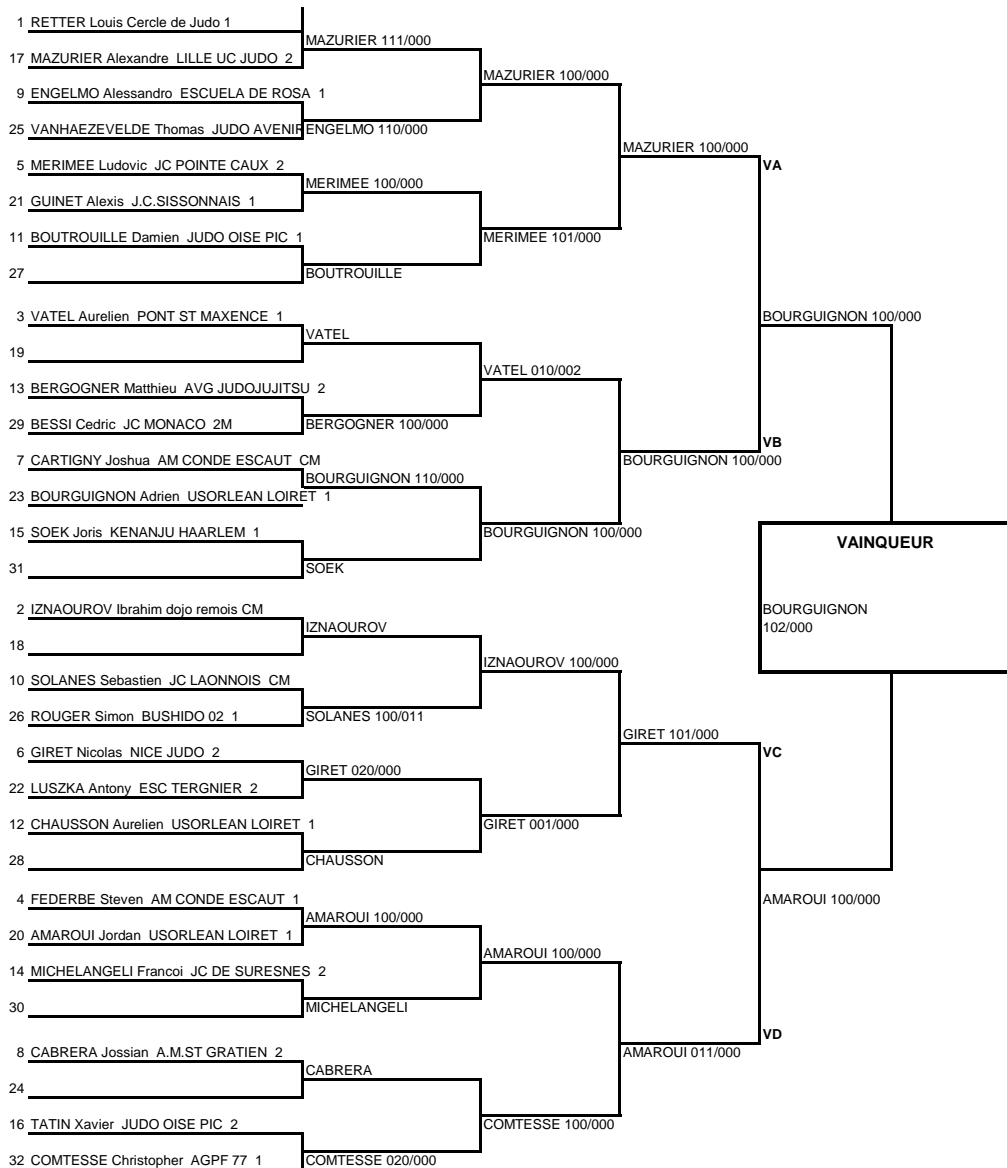 1 RETTER Louis Cercle de Judo 1
MAZURIER 111/000
17 MAZURIER Alexandre LILLE UC JUDO 2
MAZURIER 100/000
9 ENGELMO Alessandro ESCUELA DE ROSA 1
25 VANHAEZEVELDE Thomas JUDO AVENIR
ENGELMO 110/000
MAZURIER 100/000
VA
5 MERIMEE Ludovic JC POINTE CAUX 2
MERIMEE 100/000
21 GUINET Alexis J.C.SISSONNAIS 1
11 BOUTROUILLE Damien JUDO OISE PIC 1
MERIMEE 101/000
27
BOUTROUILLE
3 VATEL Aurelien PONT ST MAXENCE 1
BOURGUIGNON 100/000
VATEL
19
VATEL 010/002
13 BERGOGNER Matthieu AVG JUDOJUJITSU 2
29 BESSI Cedric JC MONACO 2M
BERGOGNER 100/000
VB
7 CARTIGNY Joshua AM CONDE ESCAUT CM
BOURGUIGNON 100/000
BOURGUIGNON 110/000
23 BOURGUIGNON Adrien USORLEAN LOIRET 1
15 SOEK Joris KENANJU HAARLEM 1
BOURGUIGNON 100/000
VAINQUEUR
31
SOEK
2 IZNAOUROV Ibrahim dojo remois CM
BOURGUIGNON
102/000
IZNAOUROV
18
IZNAOUROV 100/000
10 SOLANES Sebastien JC LAONNOIS CM
26 ROUGER Simon BUSHIDO 02 1
SOLANES 100/011
GIRET 101/000
VC
6 GIRET Nicolas NICE JUDO 2
GIRET 020/000
22 LUSZKA Antony ESC TERGNIER 2
12 CHAUSSON Aurelien USORLEAN LOIRET 1
GIRET 001/000
28
CHAUSSON
4 FEDERBE Steven AM CONDE ESCAUT 1
AMAROUI 100/000
AMAROUI 100/000
20 AMAROUI Jordan USORLEAN LOIRET 1
AMAROUI 100/000
14 MICHELANGELI Francoi JC DE SURESNES 2
30
MICHELANGELI
VD
8 CABRERA Jossian A.M.ST GRATIEN 2
AMAROUI 011/000
CABRERA
24
16 TATIN Xavier JUDO OISE PIC 2
COMTESSE 100/000
32 COMTESSE Christopher AGPF 77 1
COMTESSE 020/000